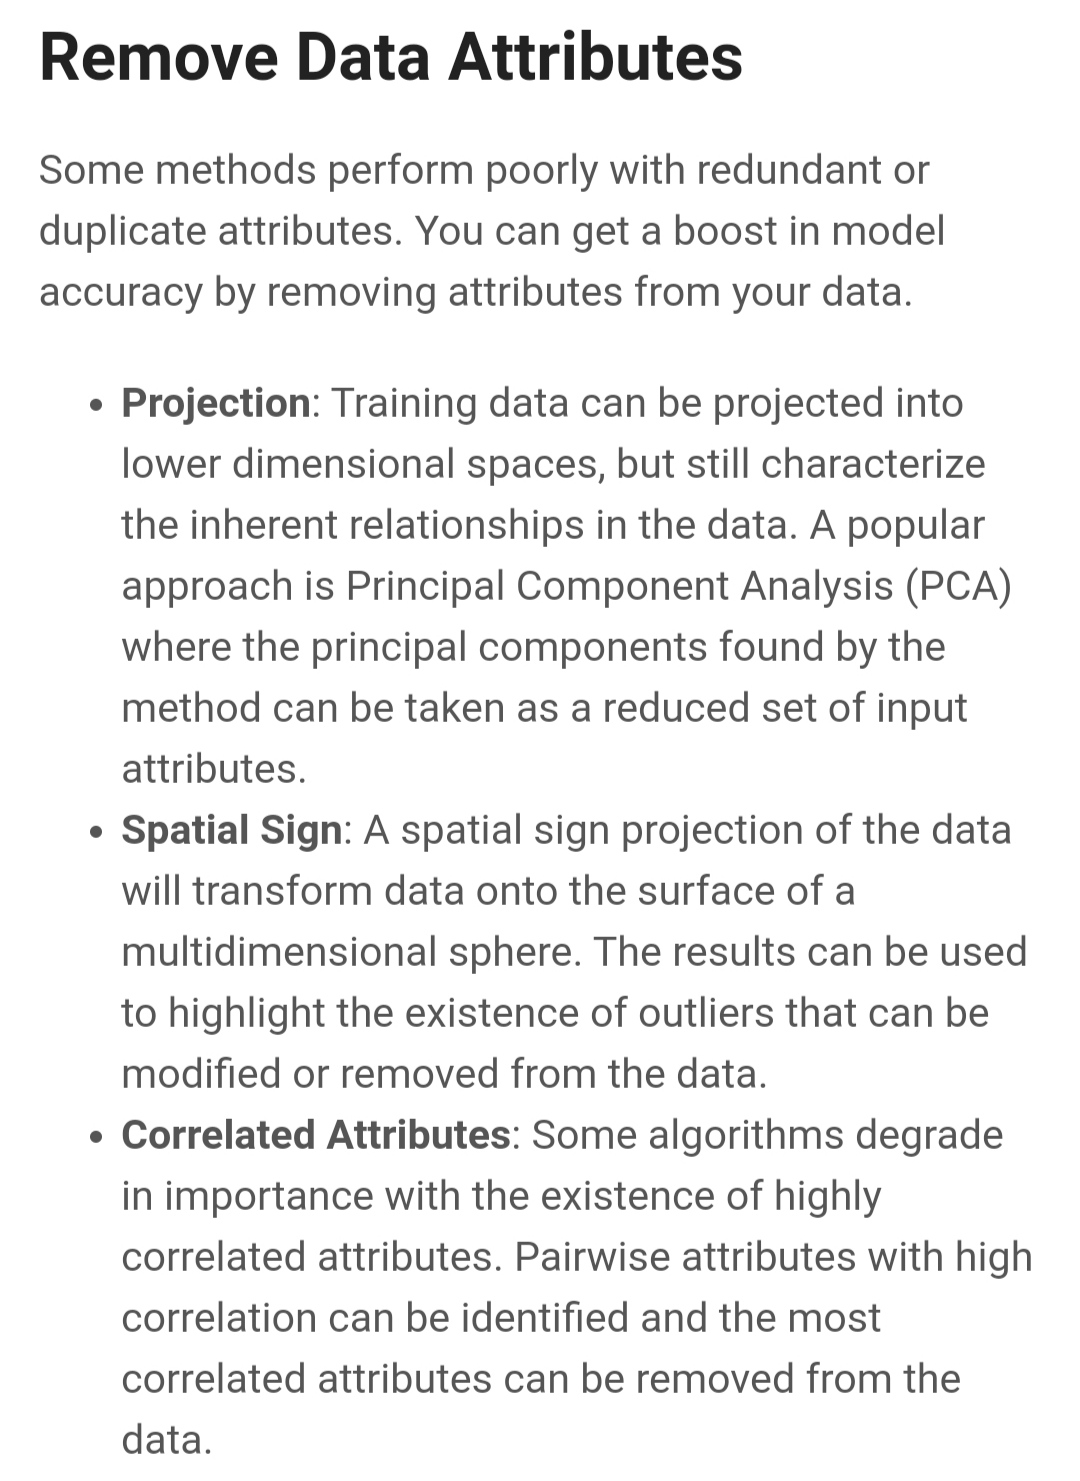 Remove Data Attributes
Some methods perform poorly with redundant or
duplicate attributes. You can get a boost in model
accuracy by removing attributes from your data.
• Projection: Training data can be projected into
lower dimensional spaces, but still characterize
the inherent relationships in the data. A popular
approach is Principal Component Analysis (PCA)
where the principal components found by the
method can be taken as a reduced set of input
attributes.
• Spatial Sign: A spatial sign projection of the data
will transform data onto the surface of a
multidimensional sphere. The results can be used
to highlight the existence of outliers that can be
modified or removed from the data.
• Correlated Attributes: Some algorithms degrade
in importance with the existence of highly
correlated attributes. Pairwise attributes with high
correlation can be identified and the most
correlated attributes can be removed from the
data.